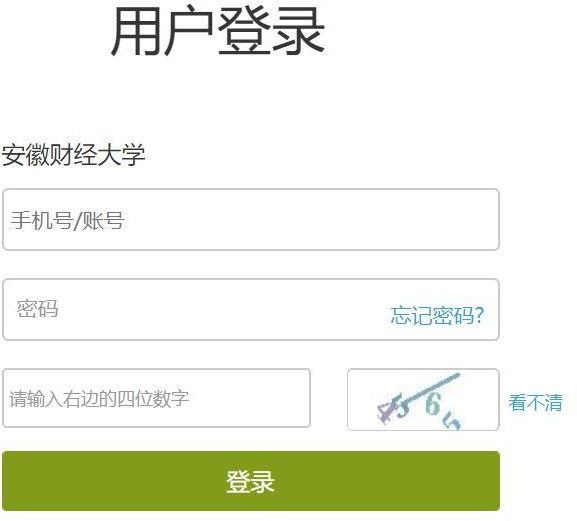 用户登录
安徽财经大学
手机号/账号
密码
忘记密码?
请输入右边的四位数字
看不清
登录